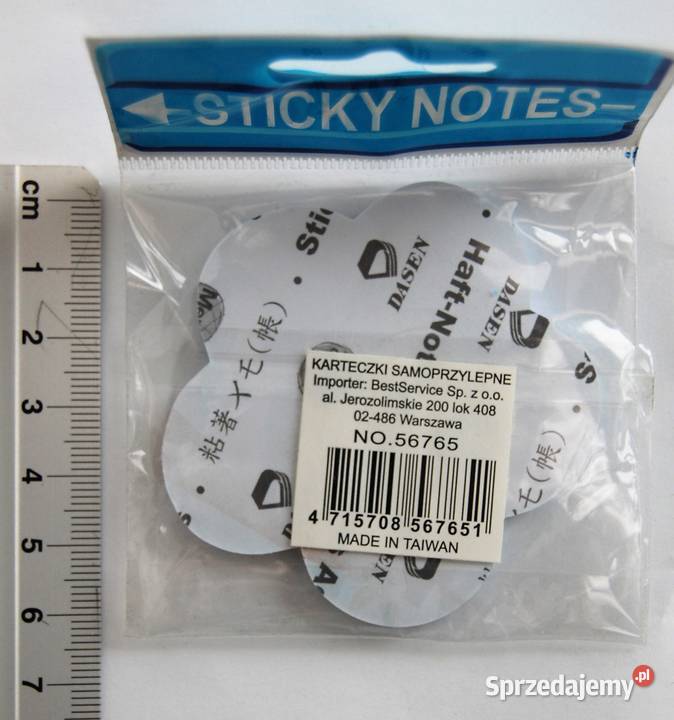 STICKY NOTES
cm
1
2
3
4
5
6
7
DASEN
Haft-Not
DASEN
粘著メモ(帳)
メモ(帳)
KARTECZKI SAMOPRZYLEPNE
Importer: BestService Sp. z o.o.
al. Jerozolimskie 200 lok 408
02-486 Warszawa
NO.56765
4 715708 567651
MADE IN TAIWAN
Sprzedajemy.pl